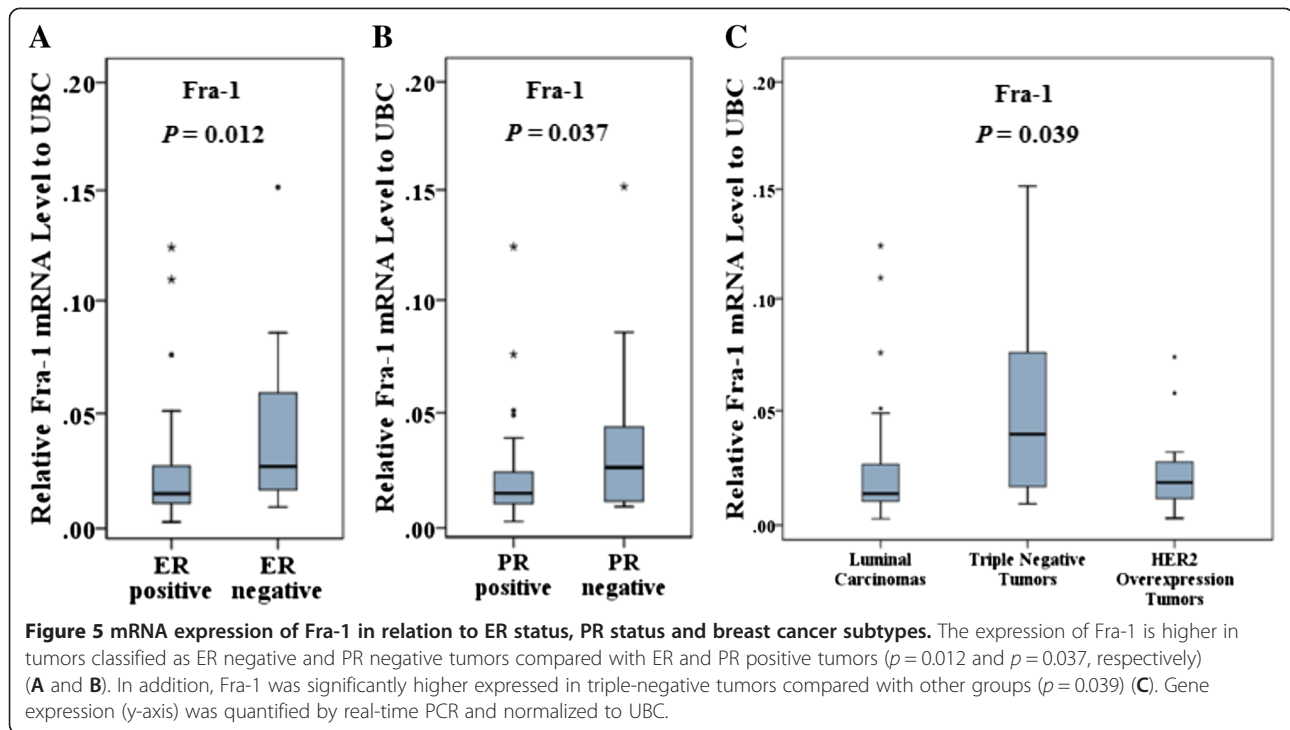 A
Relative Fra-1 mRNA Level to UBC
Fra-1
P = 0.012
.20
.15
.10
.05
.00
ER positive
ER negative
B
Relative Fra-1 mRNA Level to UBC
Fra-1
P = 0.037
.20
.15
.10
.05
.00
PR positive
PR negative
C
Relative Fra-1 mRNA Level to UBC
Fra-1
P = 0.039
.20
.15
.10
.05
.00
Luminal Carcinomas
Triple Negative Tumors
HER2 Overexpression Tumors
Figure 5 mRNA expression of Fra-1 in relation to ER status, PR status and breast cancer subtypes. The expression of Fra-1 is higher in
tumors classified as ER negative and PR negative tumors compared with ER and PR positive tumors (p = 0.012 and p = 0.037, respectively)
(A and B). In addition, Fra-1 was significantly higher expressed in triple-negative tumors compared with other groups (p = 0.039) (C). Gene
expression (y-axis) was quantified by real-time PCR and normalized to UBC.